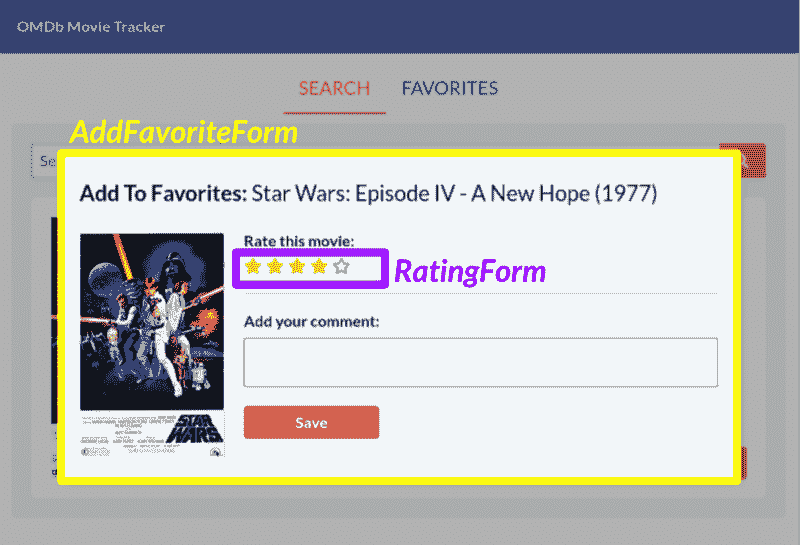 OMDb Movie Tracker
SEARCH FAVORITES
AddFavoriteForm
Se
Add To Favorites: Star Wars: Episode IV - A New Hope (1977)
Rate this movie:
RatingForm
Add your comment:
STAR
WARS
Save